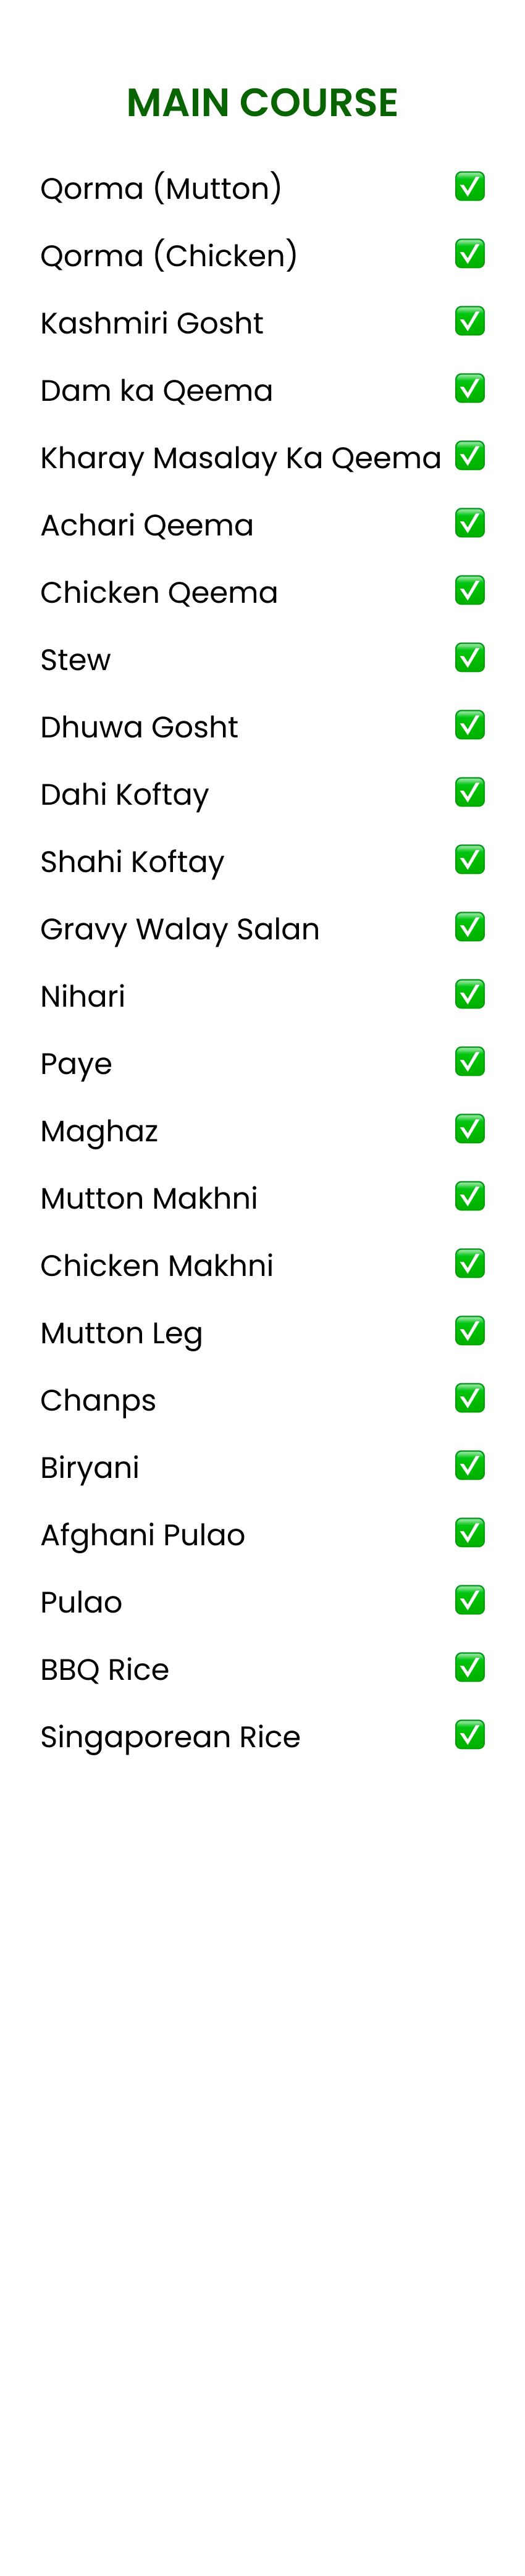 MAIN COURSE
Qorma (Mutton) ✅
Qorma (Chicken) ✅
Kashmiri Gosht ✅
Dam ka Qeema ✅
Kharay Masalay Ka Qeema ✅
Achari Qeema ✅
Chicken Qeema ✅
Stew ✅
Dhuwa Gosht ✅
Dahi Koftay ✅
Shahi Koftay ✅
Gravy Walay Salan ✅
Nihari ✅
Paye ✅
Maghaz ✅
Mutton Makhni ✅
Chicken Makhni ✅
Mutton Leg ✅
Chanps ✅
Biryani ✅
Afghani Pulao ✅
Pulao ✅
BBQ Rice ✅
Singaporean Rice ✅